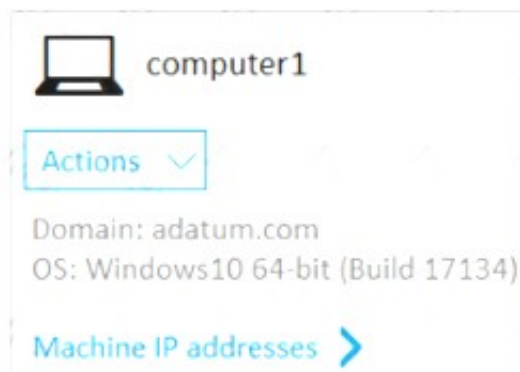 computer1
Actions
Domain: adatum.com
OS: Windows10 64-bit (Build 17134)
Machine IP addresses